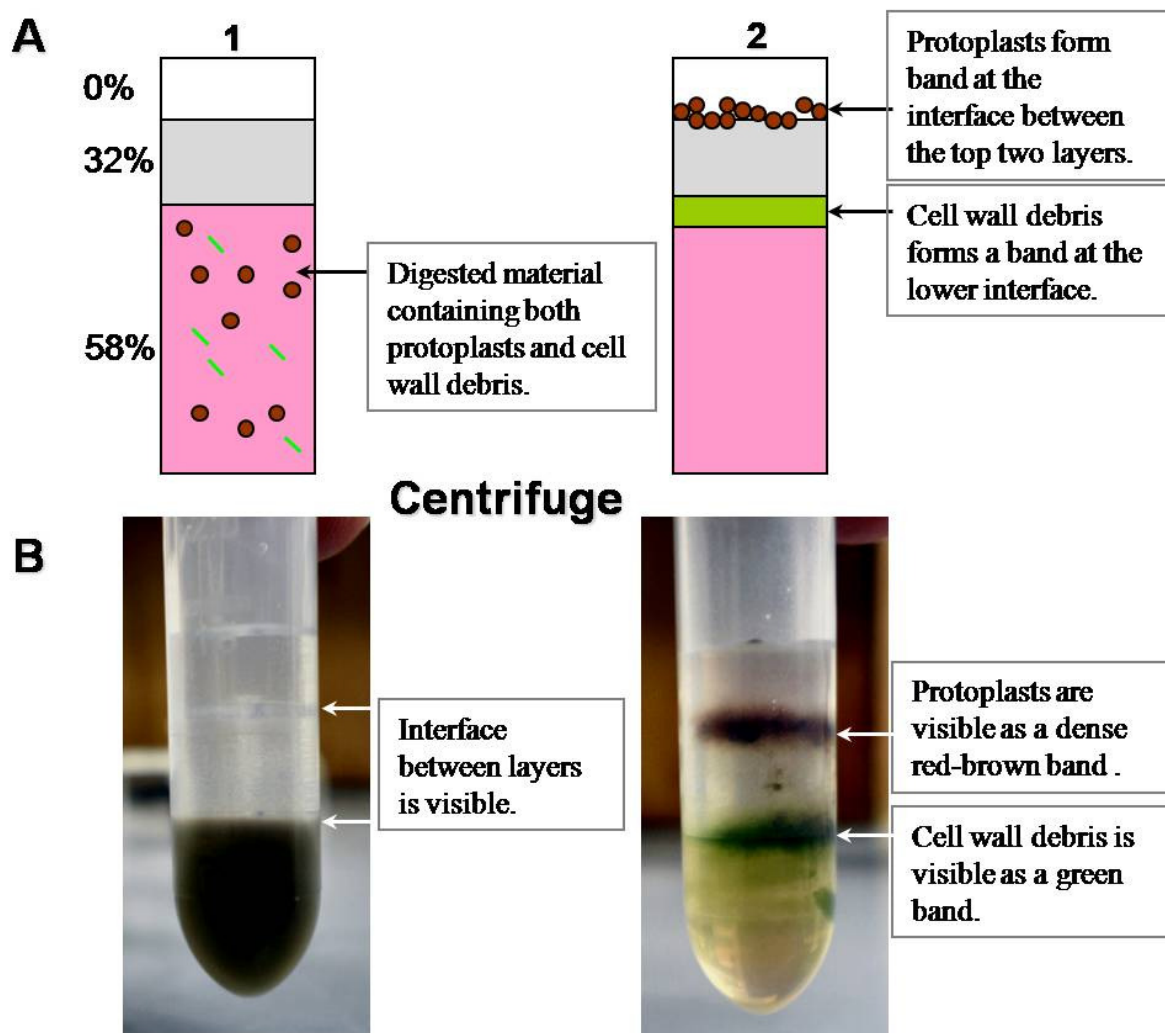 A
1
2
0%
32%
58%
Protoplasts form
band at the
interface between
the top two layers.
Cell wall debris
forms a band at the
lower interface.
Digested material
containing both
protoplasts and cell
wall debris.
Centrifuge
B
Interface
between layers
is visible.
Protoplasts are
visible as a dense
red-brown band .
Cell wall debris is
visible as a green
band.